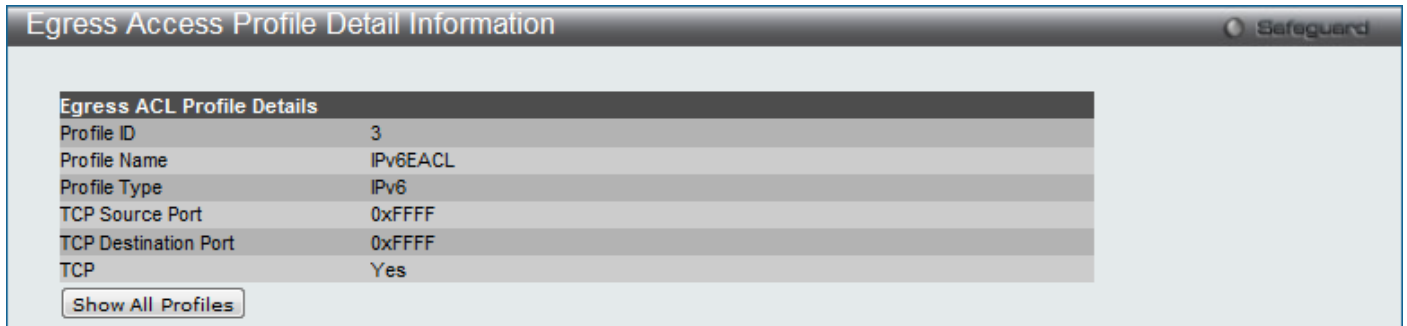 Egress Access Profile Detail Information
Safeguard
Egress ACL Profile Details
Profile ID 3
Profile Name IPv6EACL
Profile Type IPv6
TCP Source Port 0xFFFF
TCP Destination Port 0xFFFF
TCP Yes
Show All Profiles